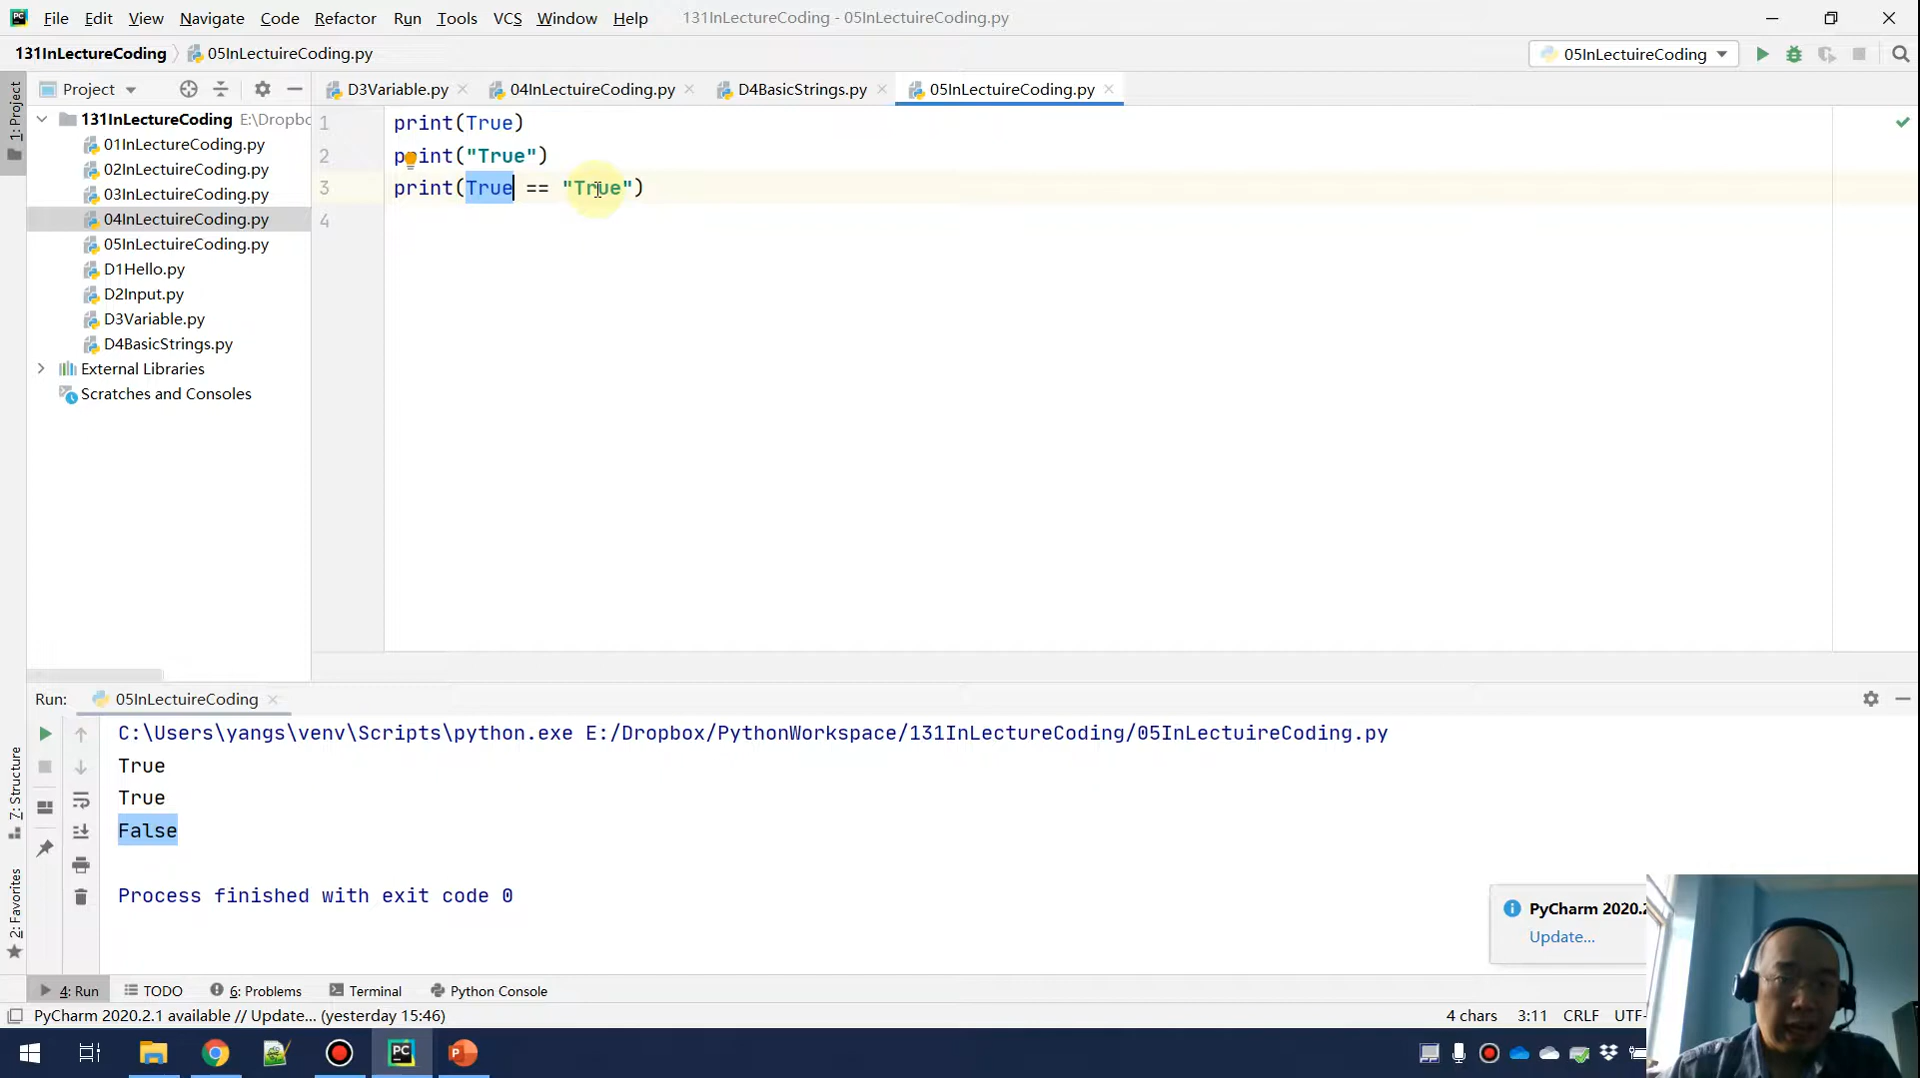 File Edit View Navigate Code Refactor Run Tools VCS Window Help 131InLectureCoding - 05InLectuireCoding.py
131InLectureCoding 05InLectuireCoding.py 05InLectuireCoding
1: Project
Project
D3Variable.py 04InLectuireCoding.py D4BasicStrings.py 05InLectuireCoding.py
131InLectureCoding E:\Dropbo
01InLectureCoding.py
02InLectuireCoding.py
03InLectuireCoding.py
04InLectuireCoding.py
05InLectuireCoding.py
D1Hello.py
D2Input.py
D3Variable.py
D4BasicStrings.py
External Libraries
Scratches and Consoles
1 print(True)
2 print("True")
3 print(True == "True")
4
Run: 05InLectuireCoding
C:\Users\yangs\venv\Scripts\python.exe E:/Dropbox/PythonWorkspace/131InLectureCoding/05InLectuireCoding.py
True
True
False
Process finished with exit code 0
7: Structure
2: Favorites
PyCharm 2020.2
Update...
4: Run TODO 6: Problems Terminal Python Console
PyCharm 2020.2.1 available // Update... (yesterday 15:46) 4 chars 3:11 CRLF UTF-